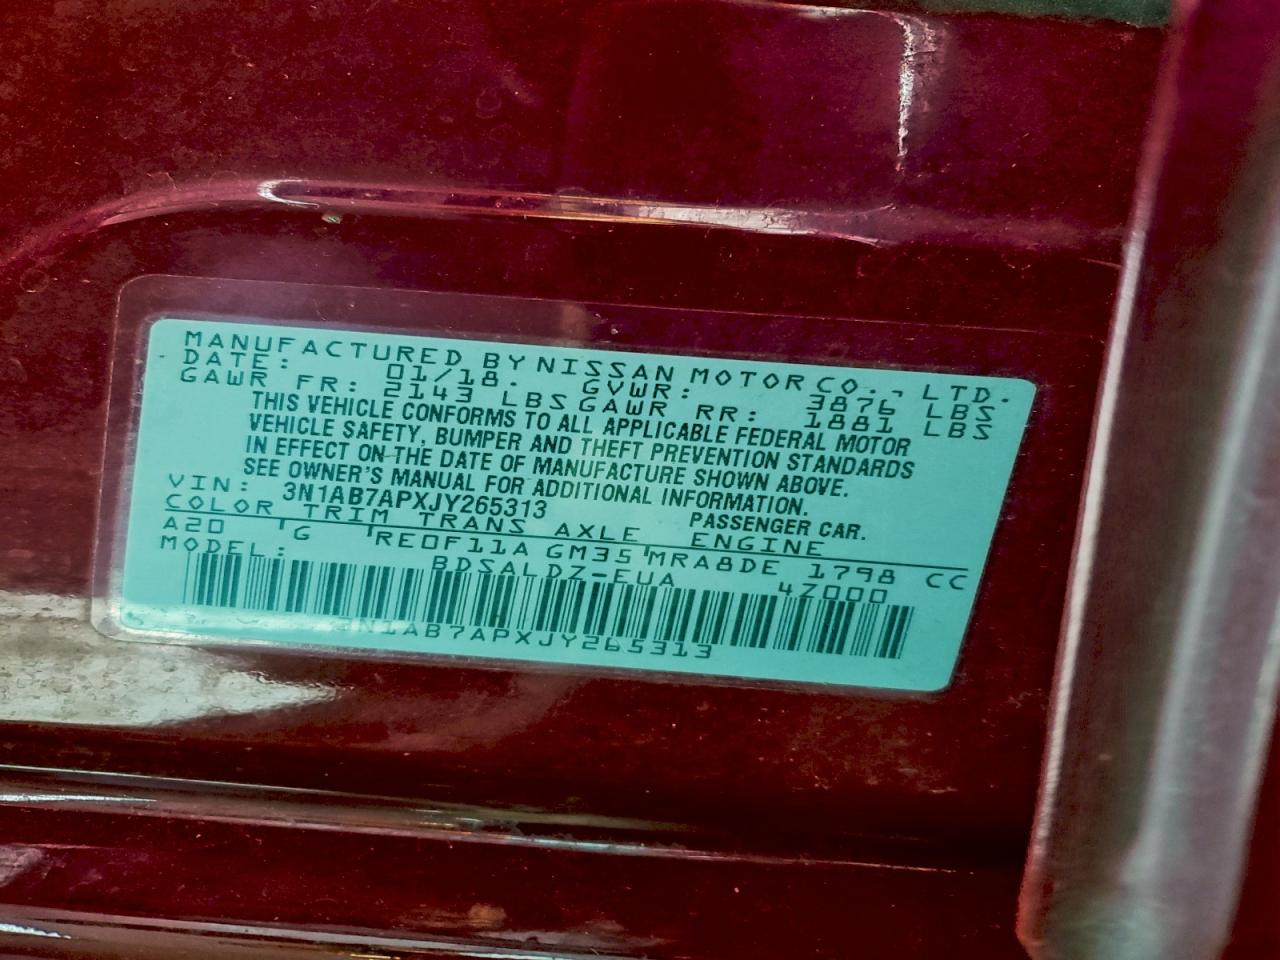 MANUFACTURED BY NISSAN MOTOR CO., LTD.
DATE: 01/18. GVWR: 3876 LBS
GAWR FR: 2143 LBS GAWR RR: 1881 LBS
THIS VEHICLE CONFORMS TO ALL APPLICABLE FEDERAL MOTOR
VEHICLE SAFETY, BUMPER AND THEFT PREVENTION STANDARDS
IN EFFECT ON THE DATE OF MANUFACTURE SHOWN ABOVE.
SEE OWNER'S MANUAL FOR ADDITIONAL INFORMATION.
VIN: 3N1AB7APXJY265313 PASSENGER CAR.
COLOR TRIM TRANS AXLE ENGINE
A20 G RE0F11A GM35 MRA8DE 1798 CC
MODEL: BDSALDZ-EUA 4Z000
3N1AB7APXJY265313